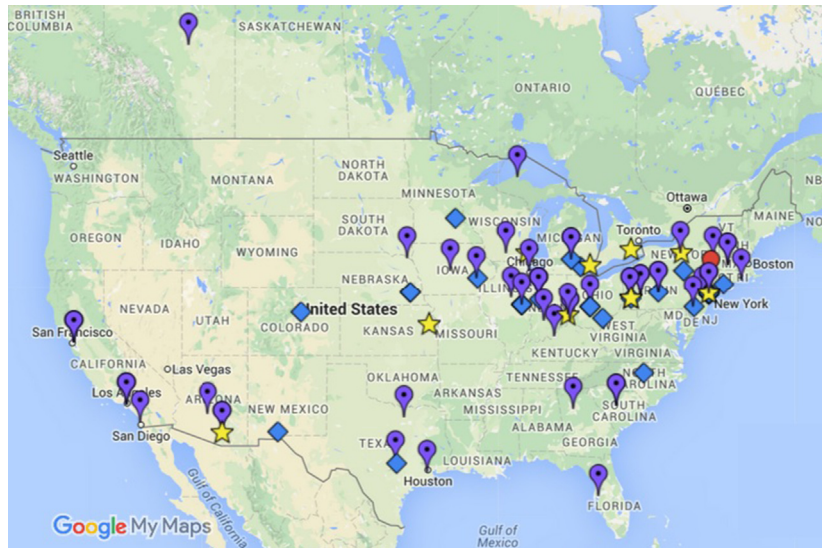 BRITISH
COLUMBIA
SASKATCHEWAN
ONTARIO
QUÉBEC
Seattle
WASHINGTON
MONTANA
NORTH
DAKOTA
MINNESOTA
Ottawa
MAINE
NB
NO
OREGON
IDAHO
WYOMING
SOUTH
DAKOTA
WISCONSIN
MICHIGAN
Toronto
VT
Chicago
Boston
NEBRASKA
IOWA
NEVADA
UTAH
United States
COLORADO
KANSAS
MISSOURI
OHIO
New York
MD
DE
NJ
WEST
VIRGINIA
San Francisco
CALIFORNIA
Las Vegas
KENTUCKY
VIRGINIA
Los Angeles
ARIZONA
NEW MEXICO
OKLAHOMA
ARKANSAS
TENNESSEE
NORTH
CAROLINA
San Diego
MISSISSIPPI
SOUTH
CAROLINA
ALABAMA
GEORGIA
TEXAS
LOUISIANA
Houston
FLORIDA
Gulf of
California
Gulf of
Mexico
Google My Maps